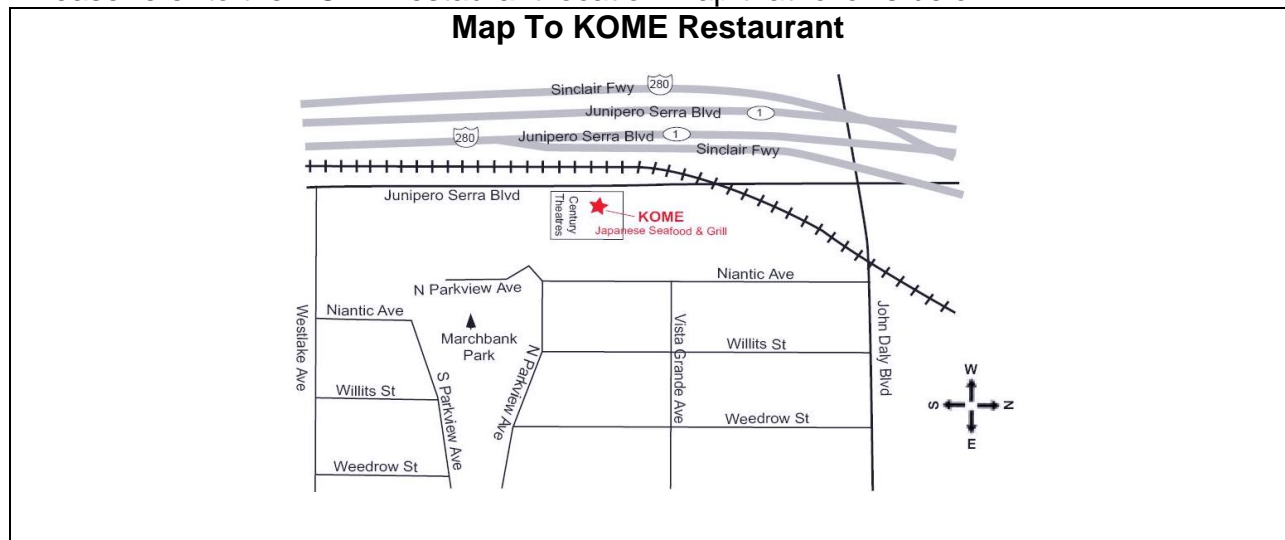 Map To KOME Restaurant
Sinclair Fwy 280
Junipero Serra Blvd 1
280 Junipero Serra Blvd 1
Sinclair Fwy
Junipero Serra Blvd
Century
Theatres
KOME
Japanese Seafood & Grill
Niantic Ave
N Parkview Ave
Niantic Ave
Westlake Ave
Marchbank
Park
Vista Grande Ave
John Daly Blvd
Willits St
N Parkview Ave
S Parkview Ave
Willits St
Weedrow St
Weedrow St
W
S N
E